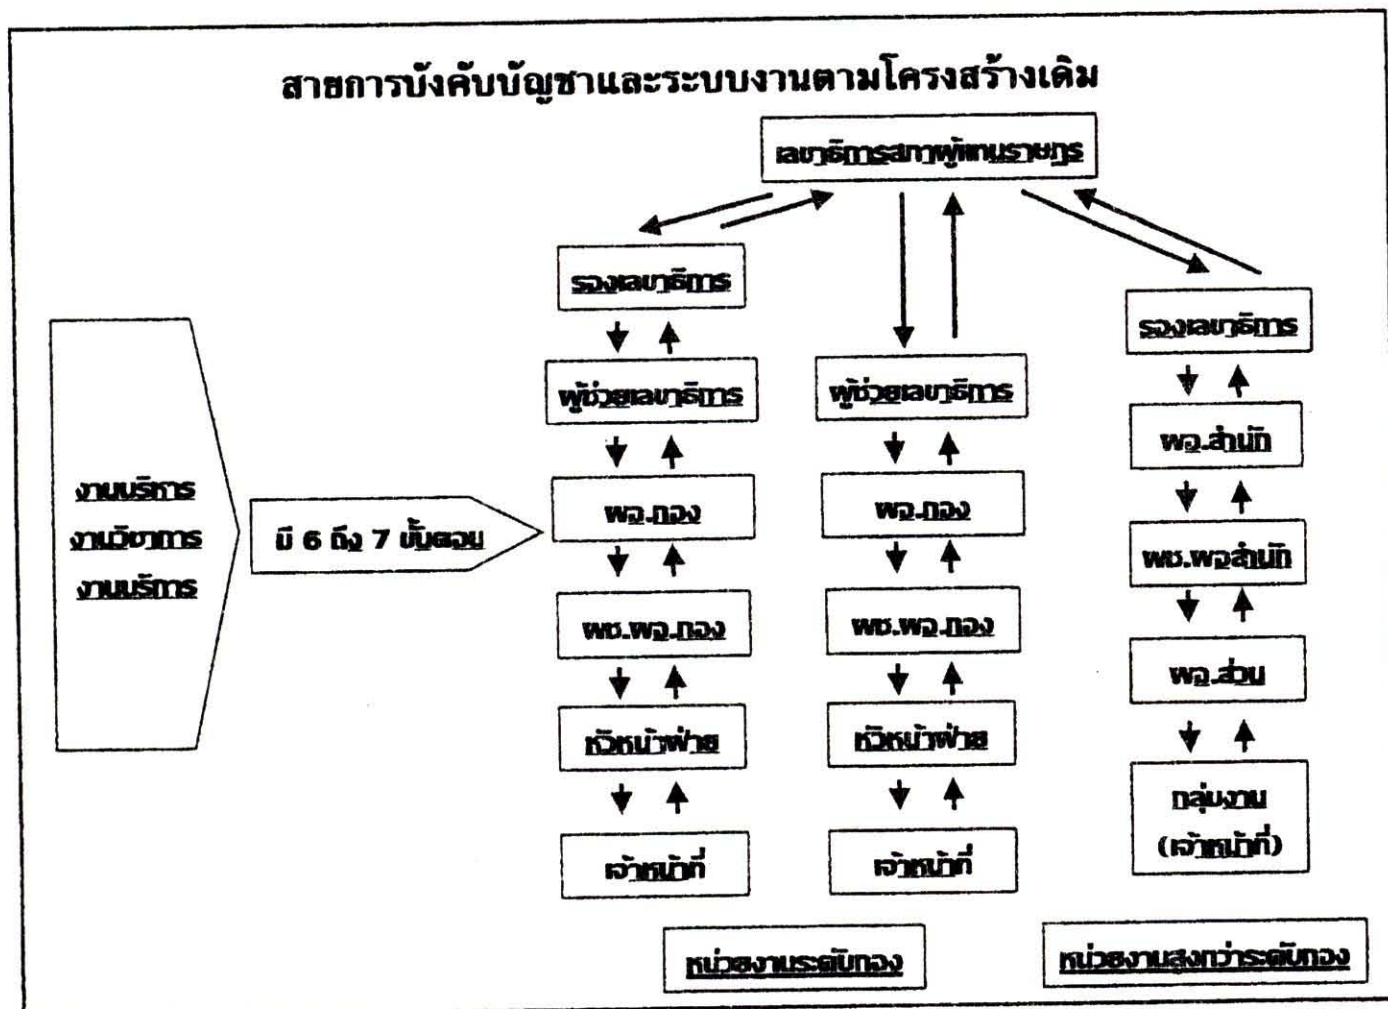 สายการบังคับบัญชาและระบบงานตามโครงสร้างเดิม
เลขาธิการสภาผู้แทนราษฎร
รองเลขาธิการ
ผู้ช่วยเลขาธิการ
ผอ.กอง
ผช.ผอ.กอง
หัวหน้าฝ่าย
เจ้าหน้าที่
ผู้ช่วยเลขาธิการ
ผอ.กอง
ผช.ผอ.กอง
หัวหน้าฝ่าย
เจ้าหน้าที่
รองเลขาธิการ
ผอ.สำนัก
ผช.ผอสำนัก
ผอ.ส่วน
กลุ่มงาน
(เจ้าหน้าที่)
งานบริหาร
งานวิชาการ
งานบริการ
มี 6 ถึง 7 ขั้นตอน
หน่วยงานระดับกอง
หน่วยงานสูงกว่าระดับกอง